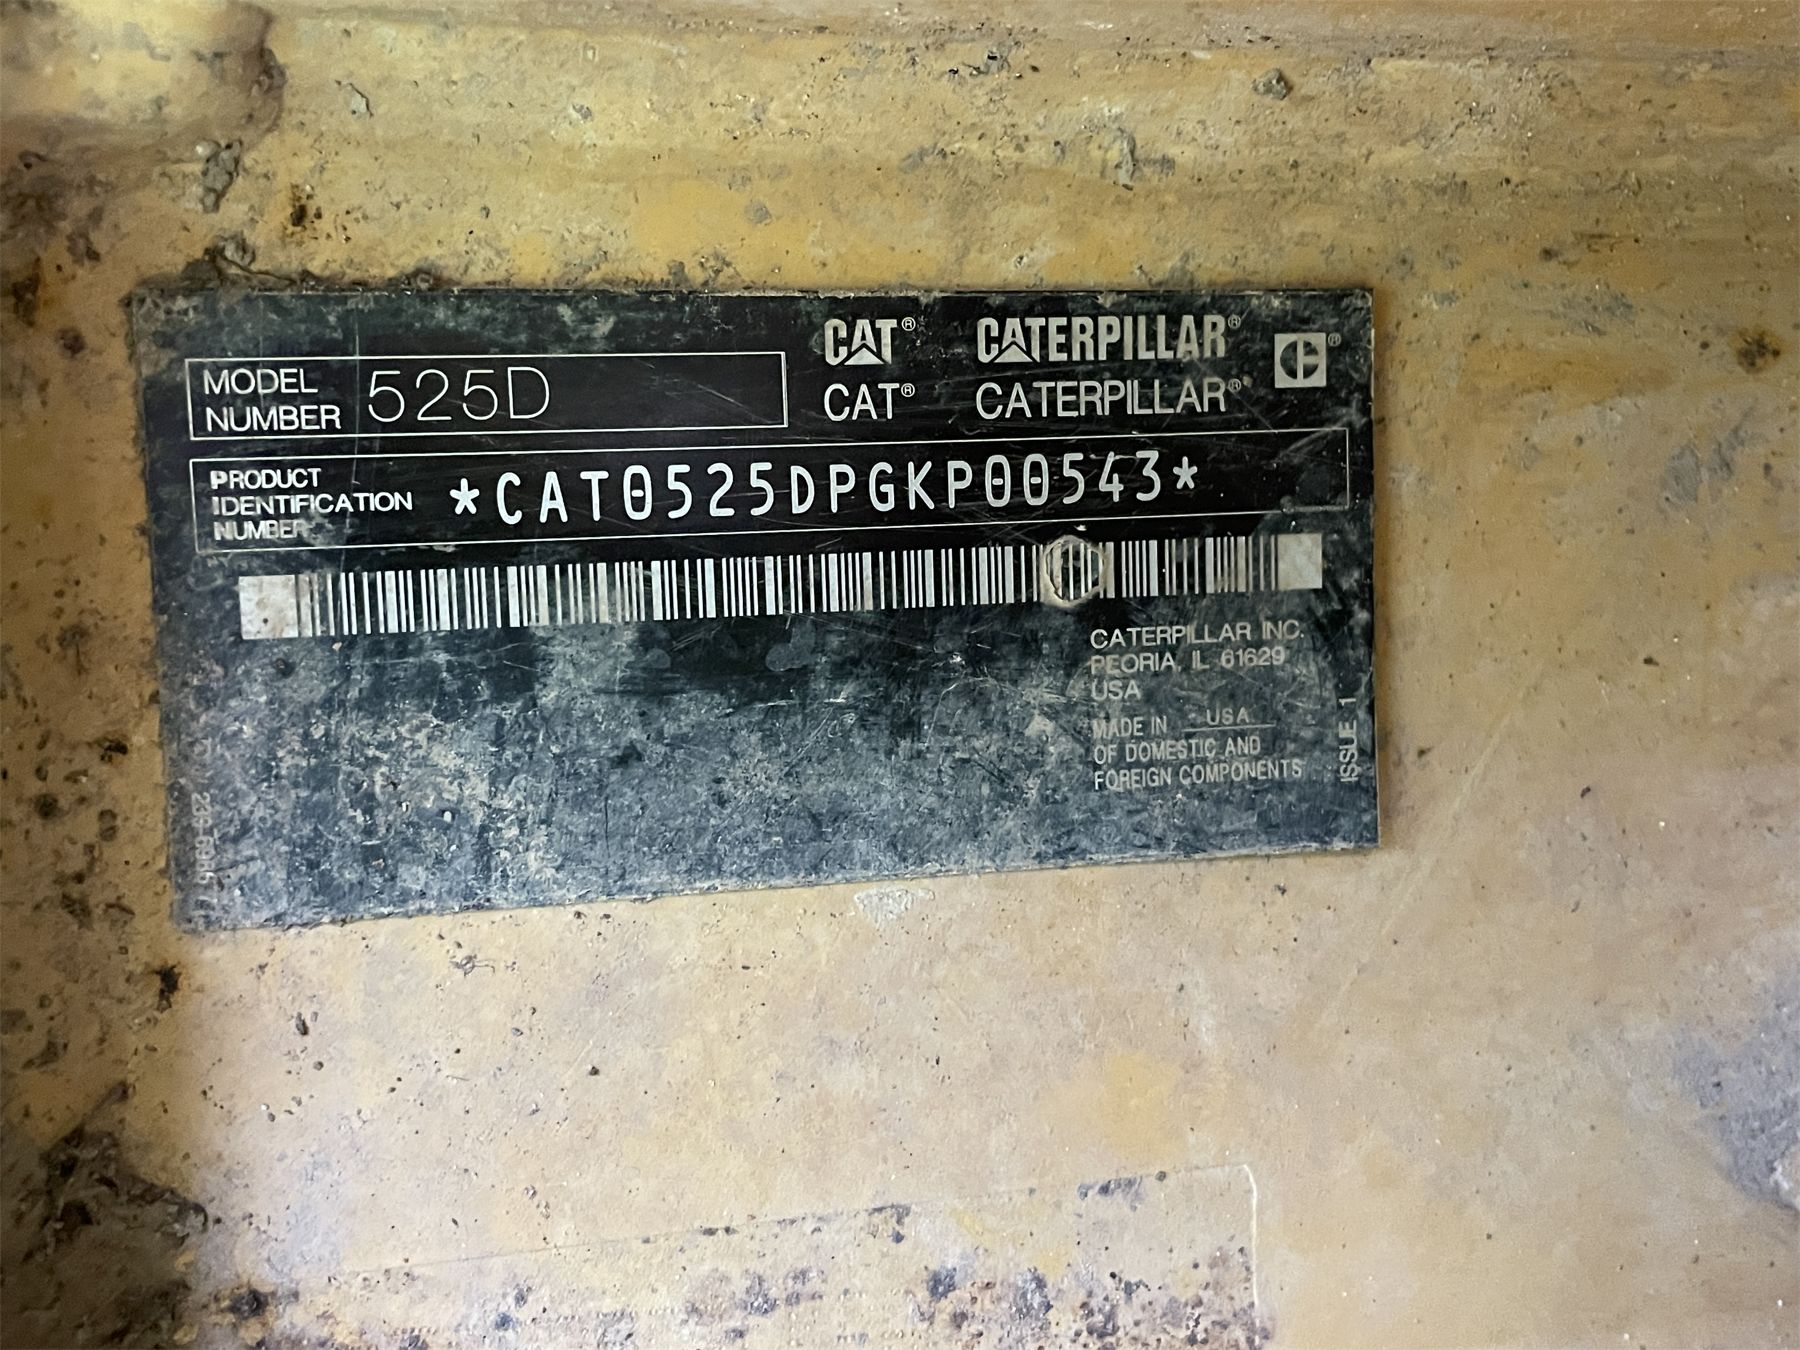 MODEL NUMBER 525D
CAT® CATERPILLAR®
CAT® CATERPILLAR®
PRODUCT IDENTIFICATION NUMBER *CAT0525DPGKP00543*
CATERPILLAR INC.
PEORIA, IL 61629
USA
MADE IN USA
OF DOMESTIC AND
FOREIGN COMPONENTS
ISSUE 1